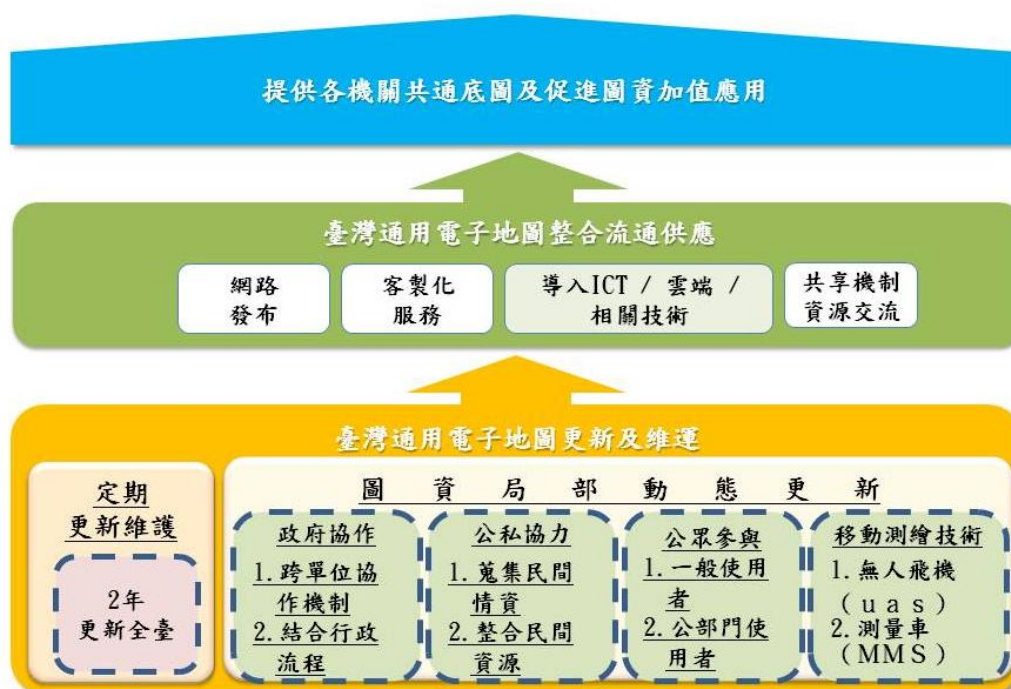 提供各機關共通底圖及促進圖資加值應用
臺灣通用電子地圖整合流通供應
網路
發布
客製化
服務
導入ICT / 雲端 /
相關技術
共享機制
資源交流
臺灣通用電子地圖更新及維運
定期
更新維護
2年
更新全臺
圖資局部動態更新
政府協作
1. 跨單位協
作機制
2. 結合行政
流程
公私協力
1. 蒐集民間
情資
2. 整合民間
資源
公眾參與
1. 一般使用
者
2. 公部門使
用者
移動測繪技術
1. 無人飛機
(uas)
2. 測量車
(MMS)